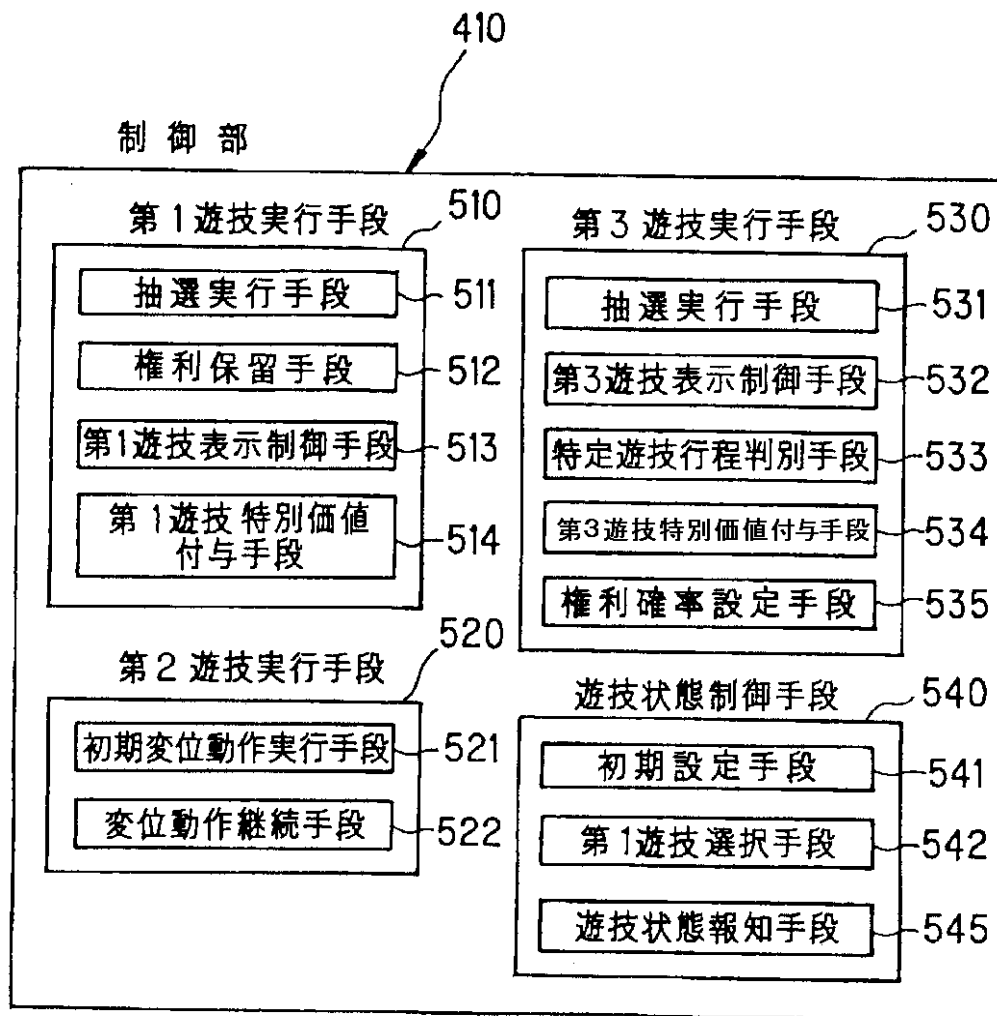 410
制御部
第1遊技実行手段
510
抽選実行手段
511
権利保留手段
512
第1遊技表示制御手段
513
第1遊技特別価値
付与手段
514
第2遊技実行手段
520
初期変位動作実行手段
521
変位動作継続手段
522
第3遊技実行手段
530
抽選実行手段
531
第3遊技表示制御手段
532
特定遊技行程判別手段
533
第3遊技特別価値付与手段
534
権利確率設定手段
535
遊技状態制御手段
540
初期設定手段
541
第1遊技選択手段
542
遊技状態報知手段
545